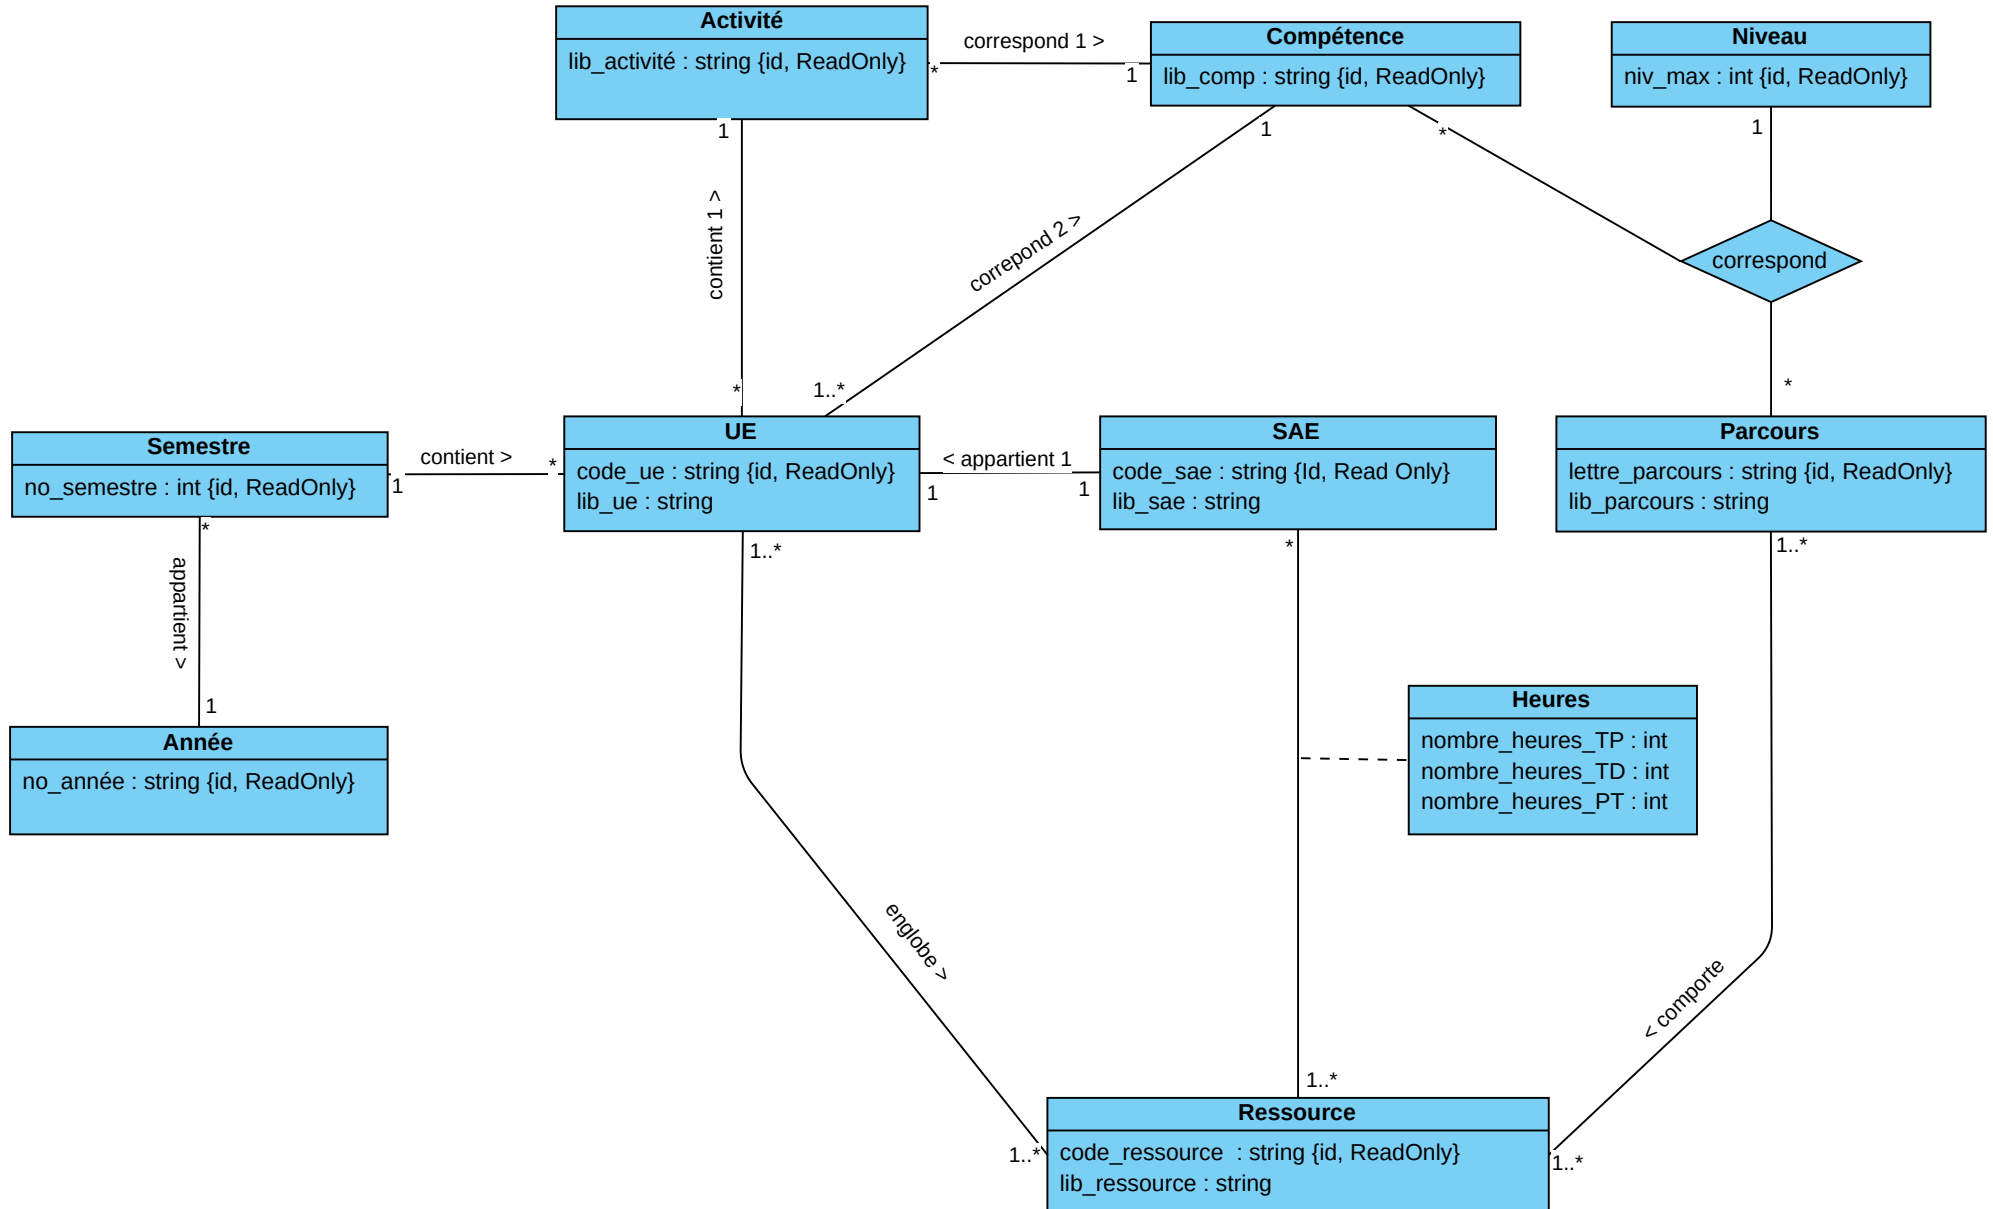 Activité
lib_activité : string {id, ReadOnly}
correspond 1 >
*
1
Compétence
lib_comp : string {id, ReadOnly}
Niveau
niv_max : int {id, ReadOnly}
1
1
*
1
contient 1 >
correpond 2 >
correspond
*
1..*
*
Semestre
no_semestre : int {id, ReadOnly}
contient >
1
*
UE
code_ue : string {id, ReadOnly}
lib_ue : string
< appartient 1
1
1
SAE
code_sae : string {Id, Read Only}
lib_sae : string
Parcours
lettre_parcours : string {id, ReadOnly}
lib_parcours : string
*
1..*
*
1..*
appartient >
1
Année
no_année : string {id, ReadOnly}
Heures
nombre_heures_TP : int
nombre_heures_TD : int
nombre_heures_PT : int
englobe >
< comporte
1..*
1..*
1..*
Ressource
code_ressource  : string {id, ReadOnly}
lib_ressource : string